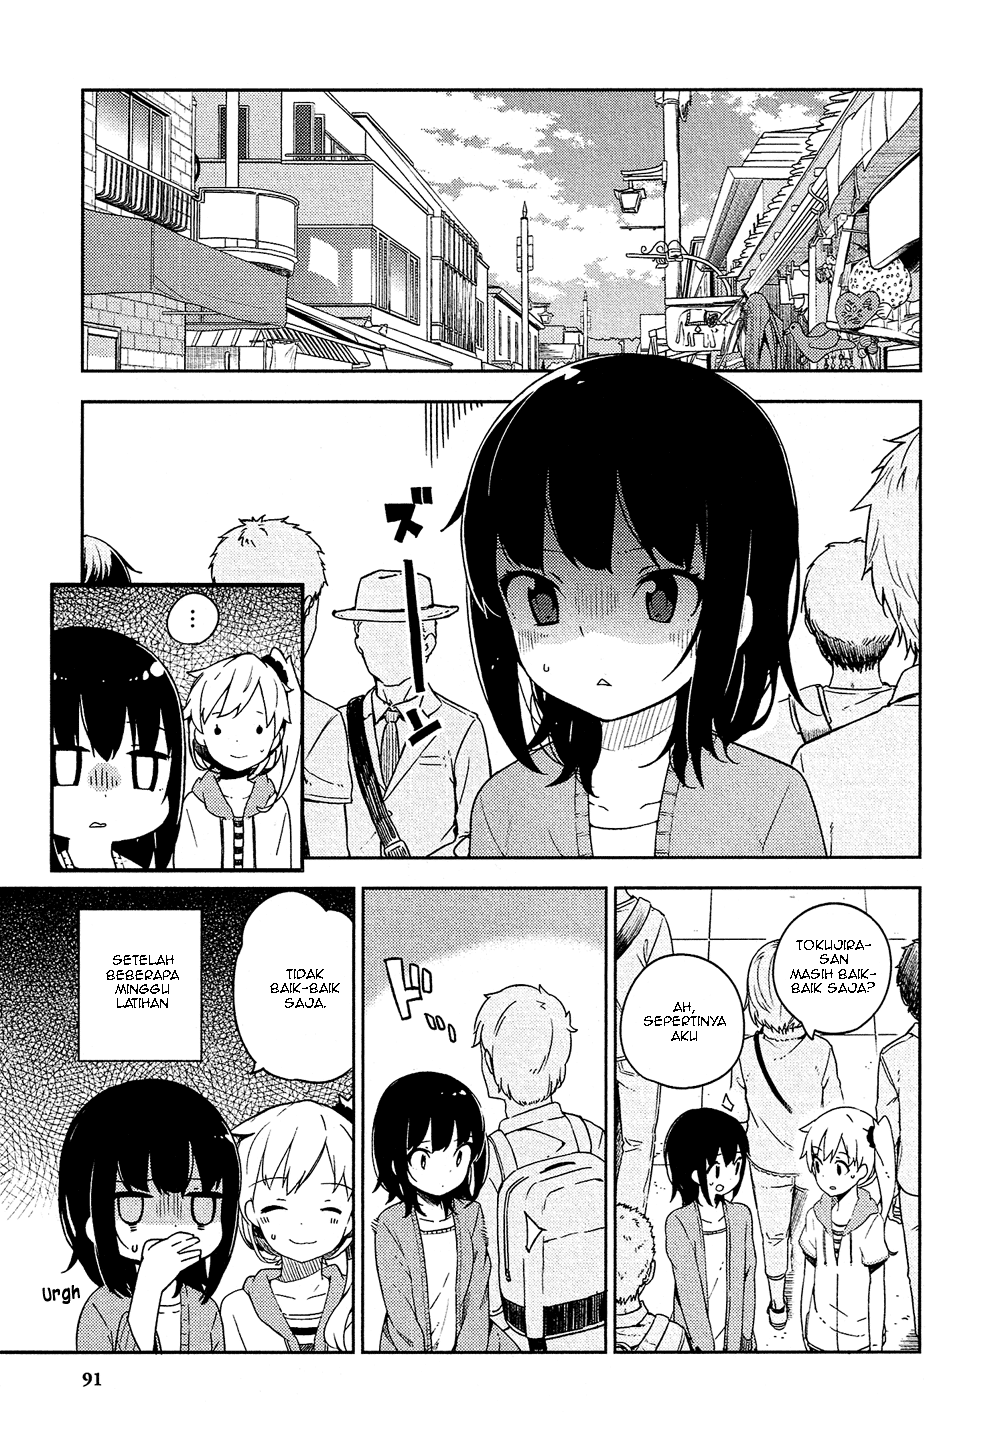 ズーン
…
TOKUJIRA-
SAN
MASIH BAIK-
BAIK SAJA?
AH,
SEPERTINYA
AKU
ドド
TIDAK
BAIK-BAIK
SAJA.
SETELAH
BEBERAPA
MINGGU
LATIHAN
Urgh
91